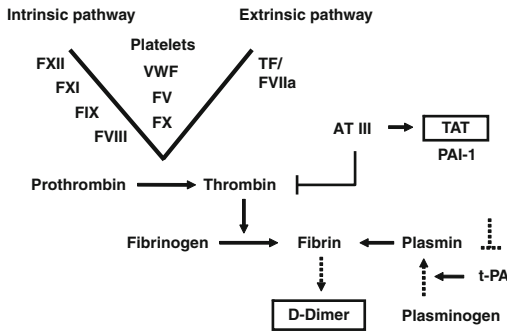 Intrinsic pathway
Extrinsic pathway
Platelets
FXII
VWF
TF/
FXI
FVIIa
FIX
FV
FVIII
FX
AT III
TAT
PAI-1
Prothrombin
Thrombin
Fibrinogen
Fibrin
Plasmin
t-PA
D-Dimer
Plasminogen